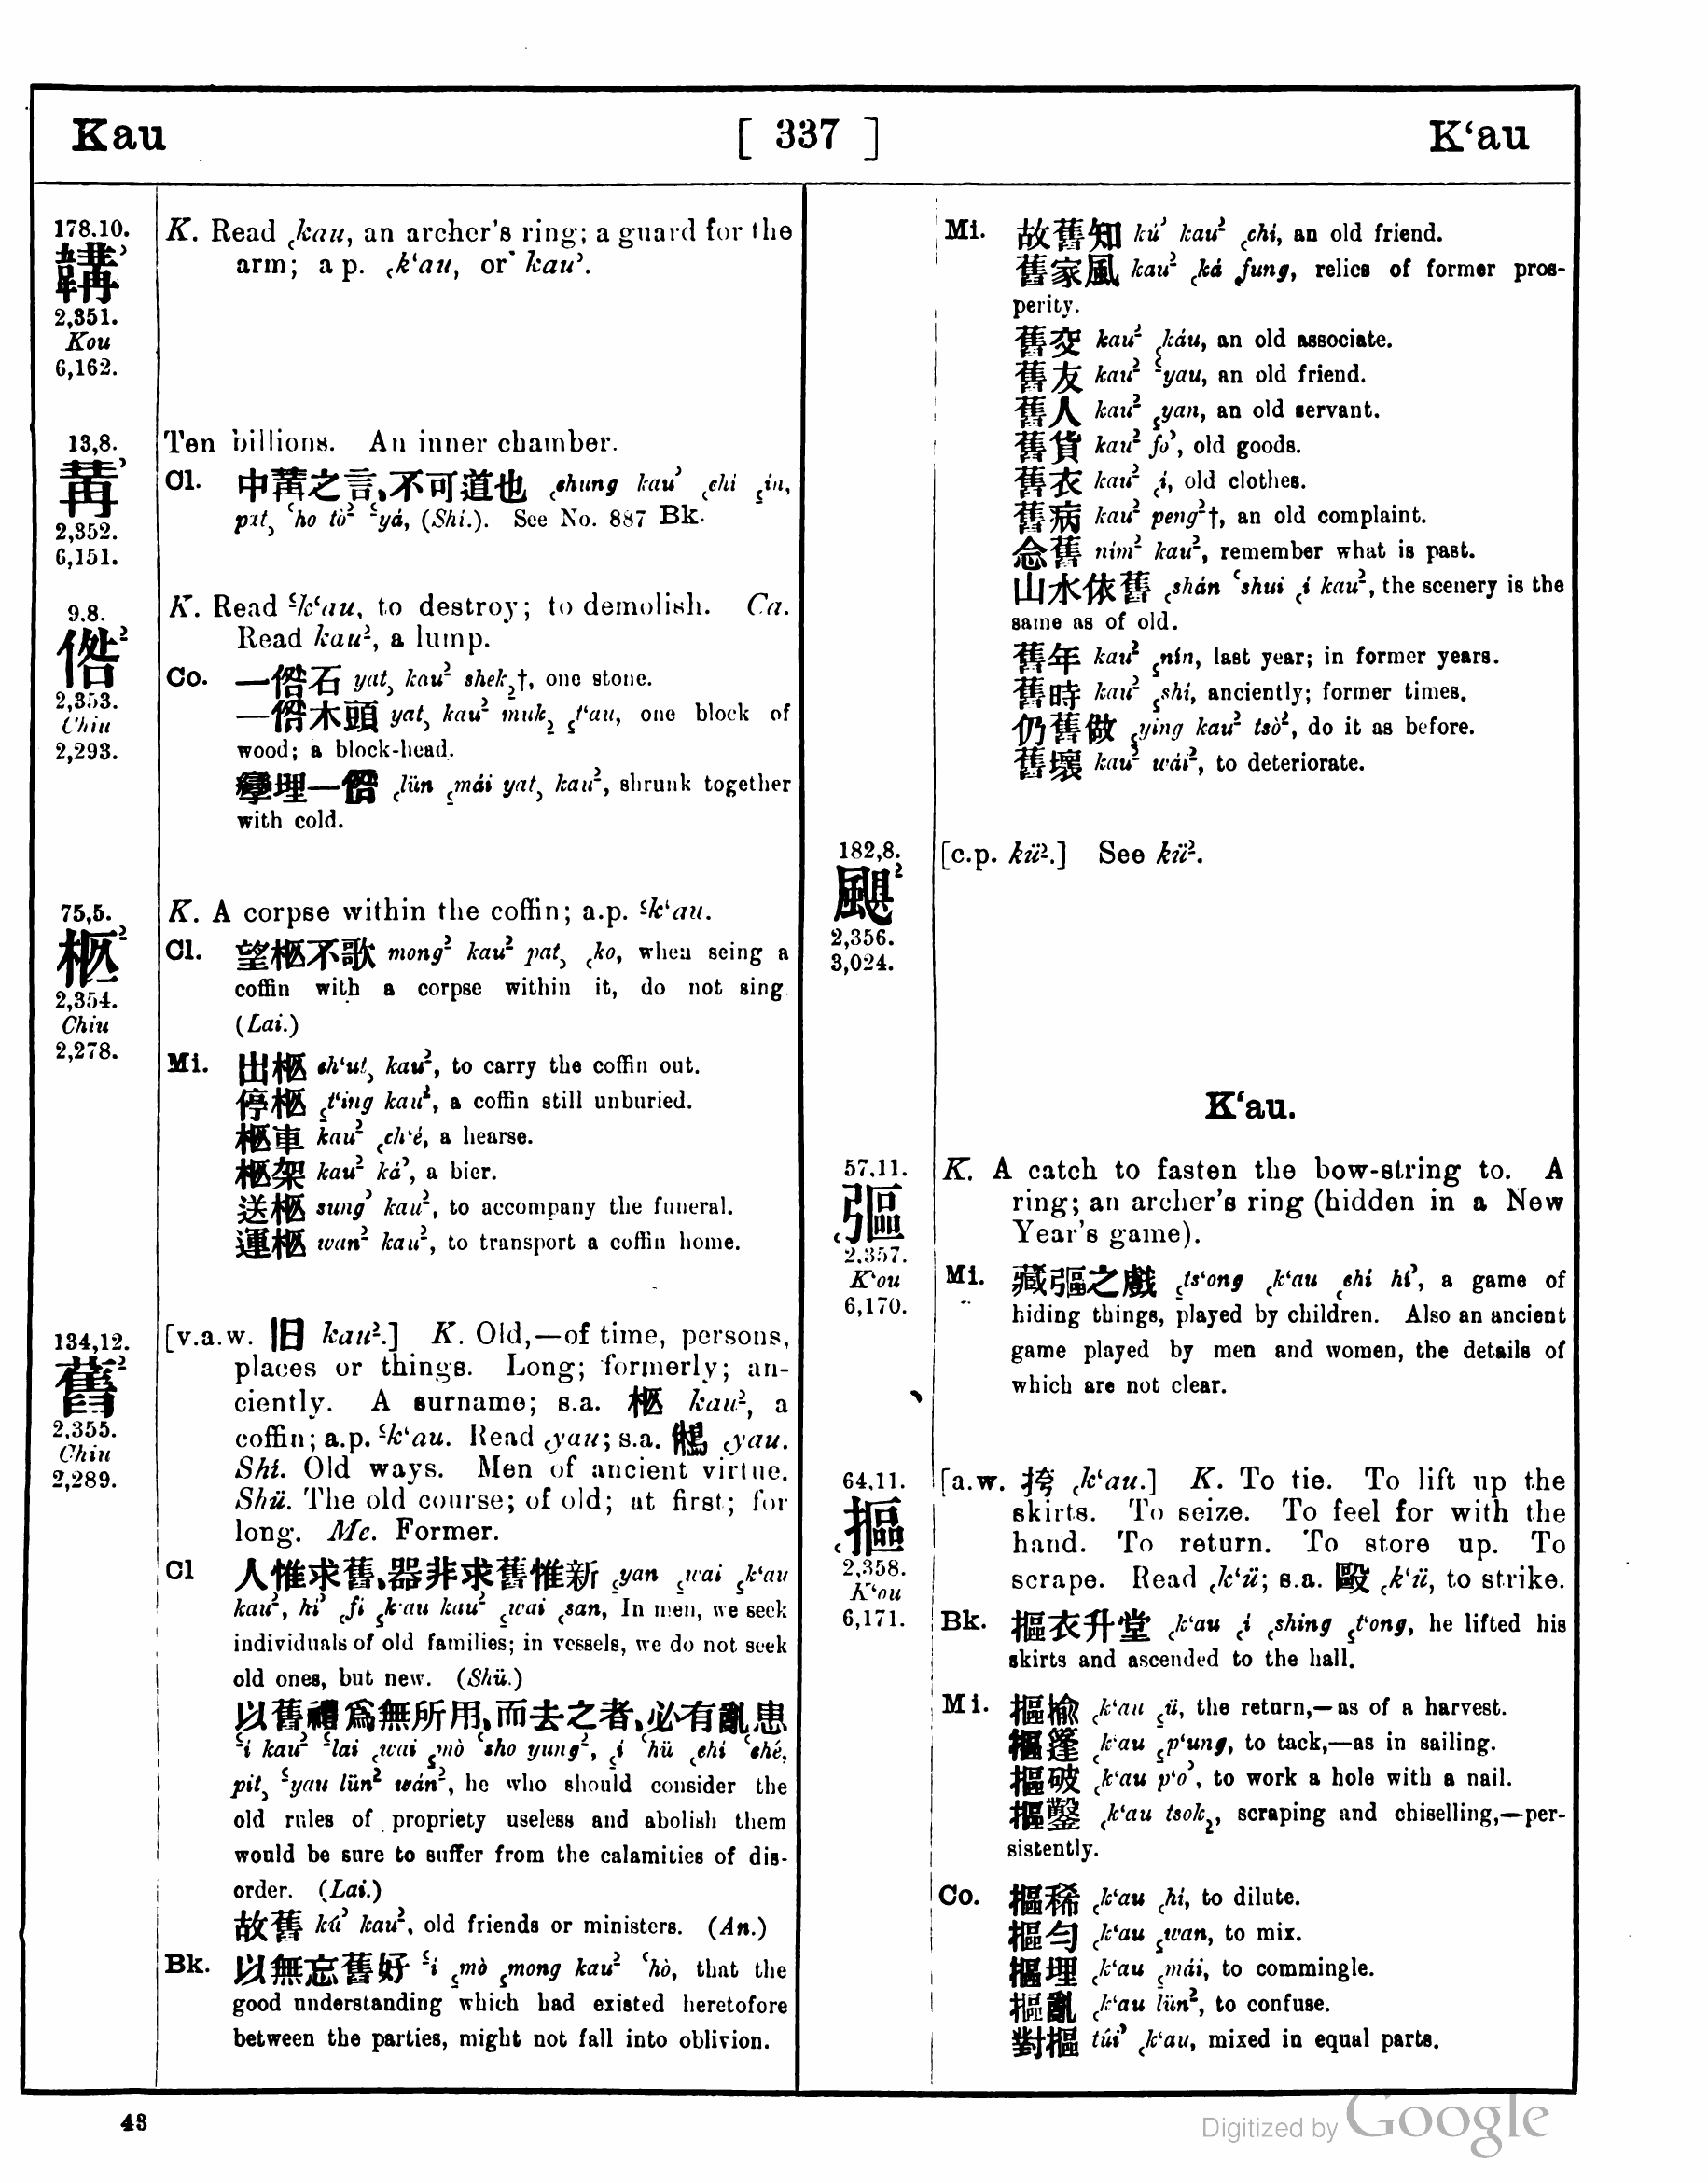 Kau [ 337 ] K‘au
178.10.
韝
2,351.
Kou
6,162.
K. Read ꜀kau, an archer's ring; a guard for the
arm; a p. ꜀k‘au, or kau꜄.
13,8.
冓
2,352.
6,151.
Ten billions. An inner chamber.
Cl. 中冓之言,不可道也 ꜀chung kau꜄ ꜀chi ꜁in,
pat꜆ ꜂ho tò² ꜃yá, (Shi.). See No. 887 Bk.
9.8.
倃²
2,353.
Chiu
2,293.
K. Read ꜃k‘au, to destroy; to demolish. Ca.
Read kau², a lump.
Co. 一倃石 yat꜆ kau² shek₂†, one stone.
一倃木頭 yat꜆ kau² muk₂ ꜁t‘au, one block of
wood; a block-head.
攣埋一倃 ꜀lün ꜁mái yat꜆ kau², shrunk together
with cold.
75,5.
柩²
2,354.
Chiu
2,278.
K. A corpse within the coffin; a.p. ꜃k‘au.
Cl. 望柩不歌 mong² kau² pat꜆ ꜀ko, when seing a
coffin with a corpse within it, do not sing.
(Lai.)
Mi. 出柩 ch‘ut꜆ kau², to carry the coffin out.
停柩 ꜁t‘ing kau², a coffin still unburied.
柩車 kau² ꜀ch‘é, a hearse.
柩架 kau² ká꜄, a bier.
送柩 sung꜄ kau², to accompany the funeral.
運柩 wan² kau², to transport a coffin home.
134,12.
舊²
2,355.
Chiu
2,289.
[v.a.w. 旧 kau².] K. Old,—of time, persons,
places or things. Long; formerly; an-
ciently. A surname; s.a. 柩 kau², a
coffin; a.p. ꜃k‘au. Read ꜀yau; s.a. 鵂 ꜀yau.
Shi. Old ways. Men of ancient virtue.
Shü. The old course; of old; at first; for
long. Me. Former.
Cl 人惟求舊,器非求舊惟新 ꜁yan ꜁wai ꜁k‘au
kau², hí꜄ ꜀fi ꜁k‘au kau² ꜁wai ꜀san, In men, we seek
individuals of old families; in vessels, we do not seek
old ones, but new. (Shü.)
以舊禮爲無所用,而去之者,必有亂患
꜃i kau² ꜃lai ꜁wai ꜁mò ꜂sho yung², ꜁i ꜂hü ꜀chi ꜂ché,
pit꜆ ꜃yau lün² wán², he who should consider the
old rules of propriety useless and abolish them
would be sure to suffer from the calamities of dis-
order. (Lai.)
故舊 kú꜄ kau², old friends or ministers. (An.)
Bk. 以無忘舊好 ꜃i ꜁mò ꜁mong kau² ꜂hò, that the
good understanding which had existed heretofore
between the parties, might not fall into oblivion.
Mi. 故舊知 kú꜄ kau² ꜀chi, an old friend.
舊家風 kau² ꜀ká ꜀fung, relics of former pros-
perity.
舊交 kau² ꜀káu, an old associate.
舊友 kau² ꜃yau, an old friend.
舊人 kau² ꜁yan, an old servant.
舊貨 kau² fo꜄, old goods.
舊衣 kau² ꜀i, old clothes.
舊病 kau² peng²†, an old complaint.
念舊 ním² kau², remember what is past.
山水依舊 ꜀shán ꜂shui ꜀í kau², the scenery is the
same as of old.
舊年 kau² ꜁nín, last year; in former years.
舊時 kau² ꜁shí, anciently; former times.
仍舊做 ꜁ying kau² tsò², do it as before.
舊壞 kau² wái², to deteriorate.
182,8.
颶²
2,356.
3,024.
[c.p. kü².] See kü².
K‘au.
57.11.
彄
2,357.
K‘ou
6,170.
K. A catch to fasten the bow-string to. A
ring; an archer's ring (hidden in a New
Year's game).
Mi. 藏彄之戲 ꜁ts‘ong ꜀k‘au ꜀chi hí꜄, a game of
hiding things, played by children. Also an ancient
game played by men and women, the details of
which are not clear.
64,11.
摳
2,358.
K‘ou
6,171.
[a.w. 挎 ꜀k‘au.] K. To tie. To lift up the
skirts. To seize. To feel for with the
hand. To return. To store up. To
scrape. Read ꜀k‘ü; s.a. 毆 ꜀k‘ü, to strike.
Bk. 摳衣升堂 ꜀k‘au ꜀i ꜀shing ꜁t‘ong, he lifted his
skirts and ascended to the hall.
Mi. 摳揄 ꜀k‘au ꜁ü, the return,—as of a harvest.
摳篷 ꜀k‘au ꜁p‘ung, to tack,—as in sailing.
摳破 ꜀k‘au p‘o꜄, to work a hole with a nail.
摳鑿 ꜀k‘au tsok₂, scraping and chiselling,—per-
sistently.
Co. 摳稀 ꜀k‘au ꜀hí, to dilute.
摳勻 ꜀k‘au ꜁wan, to mix.
摳埋 ꜀k‘au ꜁mái, to commingle.
摳亂 ꜀k‘au lün², to confuse.
對摳 túi꜄ ꜀k‘au, mixed in equal parts.
43
Digitized by Google